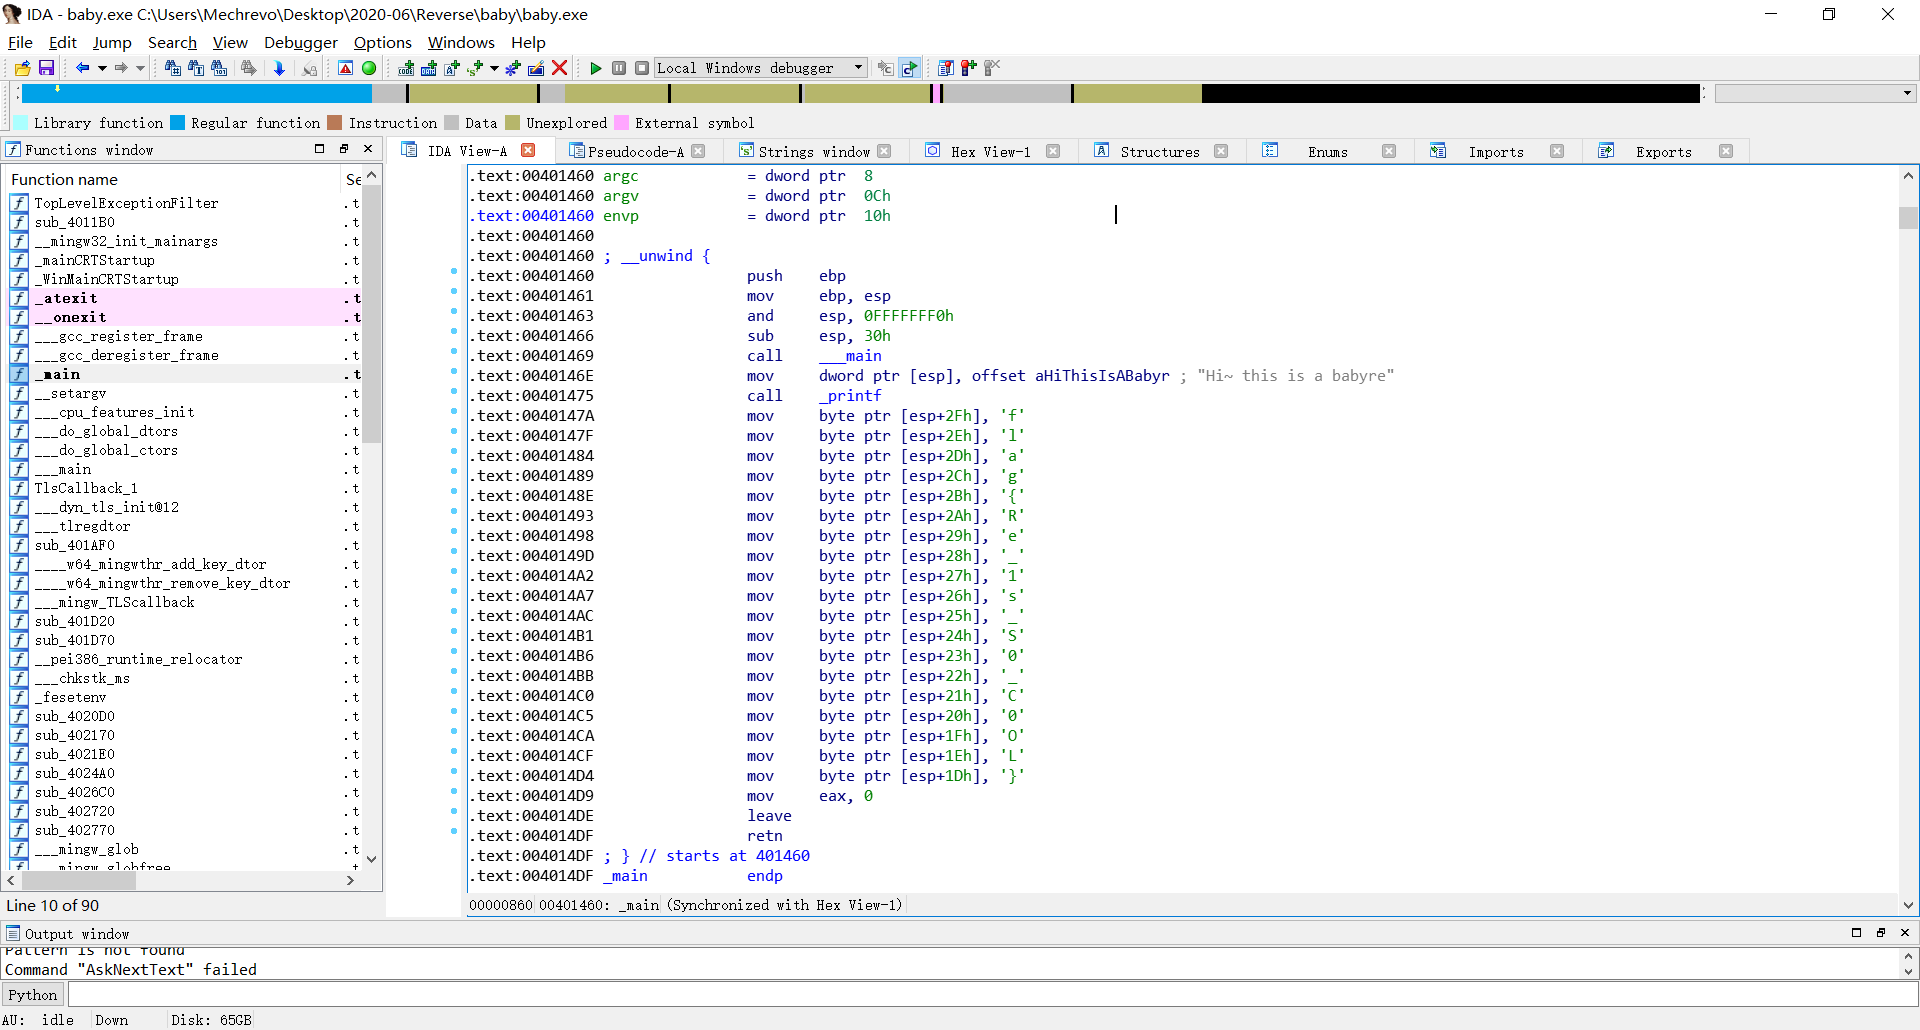 IDA - baby.exe C:\Users\Mechrevo\Desktop\2020-06\Reverse\baby\baby.exe
File Edit Jump Search View Debugger Options Windows Help
Local Windows debugger
Library function Regular function Instruction Data Unexplored External symbol
Functions window
IDA View-A Pseudocode-A Strings window Hex View-1 Structures Enums Imports Exports
Function name Se
TopLevelExceptionFilter .t
sub_4011B0 .t
__mingw32_init_mainargs .t
_mainCRTStartup .t
_WinMainCRTStartup .t
_atexit .t
__onexit .t
___gcc_register_frame .t
___gcc_deregister_frame .t
_main .t
__setargv .t
___cpu_features_init .t
___do_global_dtors .t
___do_global_ctors .t
___main .t
TlsCallback_1 .t
___dyn_tls_init@12 .t
___tlregdtor .t
sub_401AF0 .t
____w64_mingwthr_add_key_dtor .t
____w64_mingwthr_remove_key_dtor .t
___mingw_TLScallback .t
sub_401D20 .t
sub_401D70 .t
__pei386_runtime_relocator .t
___chkstk_ms .t
_fesetenv .t
sub_4020D0 .t
sub_402170 .t
sub_4021E0 .t
sub_4024A0 .t
sub_4026C0 .t
sub_402720 .t
sub_402770 .t
___mingw_glob .t
___mingw_globfree .t
Line 10 of 90
.text:00401460 argc = dword ptr 8
.text:00401460 argv = dword ptr 0Ch
.text:00401460 envp = dword ptr 10h
.text:00401460
.text:00401460 ; __unwind {
.text:00401460 push ebp
.text:00401461 mov ebp, esp
.text:00401463 and esp, 0FFFFFFF0h
.text:00401466 sub esp, 30h
.text:00401469 call ___main
.text:0040146E mov dword ptr [esp], offset aHiThisIsABabyr ; "Hi~ this is a babyre"
.text:00401475 call _printf
.text:0040147A mov byte ptr [esp+2Fh], 'f'
.text:0040147F mov byte ptr [esp+2Eh], 'l'
.text:00401484 mov byte ptr [esp+2Dh], 'a'
.text:00401489 mov byte ptr [esp+2Ch], 'g'
.text:0040148E mov byte ptr [esp+2Bh], '{'
.text:00401493 mov byte ptr [esp+2Ah], 'R'
.text:00401498 mov byte ptr [esp+29h], 'e'
.text:0040149D mov byte ptr [esp+28h], '_'
.text:004014A2 mov byte ptr [esp+27h], '1'
.text:004014A7 mov byte ptr [esp+26h], 's'
.text:004014AC mov byte ptr [esp+25h], '_'
.text:004014B1 mov byte ptr [esp+24h], 'S'
.text:004014B6 mov byte ptr [esp+23h], '0'
.text:004014BB mov byte ptr [esp+22h], '_'
.text:004014C0 mov byte ptr [esp+21h], 'C'
.text:004014C5 mov byte ptr [esp+20h], '0'
.text:004014CA mov byte ptr [esp+1Fh], 'O'
.text:004014CF mov byte ptr [esp+1Eh], 'L'
.text:004014D4 mov byte ptr [esp+1Dh], '}'
.text:004014D9 mov eax, 0
.text:004014DE leave
.text:004014DF retn
.text:004014DF ; } // starts at 401460
.text:004014DF _main endp
00000860 00401460: _main (Synchronized with Hex View-1)
Output window
Pattern is not found
Command "AskNextText" failed
Python
AU: idle Down Disk: 65GB